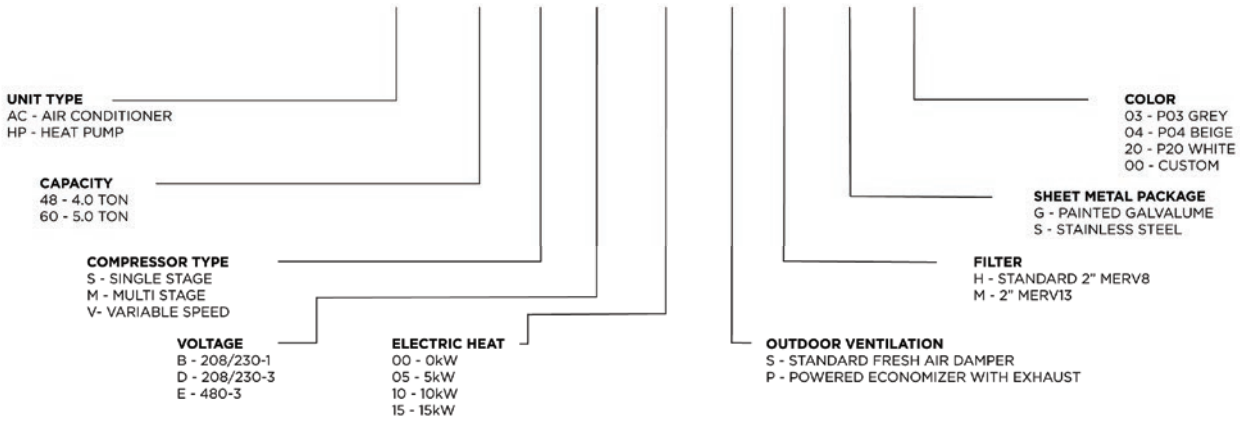 UNIT TYPE
AC - AIR CONDITIONER
HP - HEAT PUMP
CAPACITY
48 - 4.0 TON
60 - 5.0 TON
COMPRESSOR TYPE
S - SINGLE STAGE
M - MULTI STAGE
V- VARIABLE SPEED
VOLTAGE
B - 208/230-1
D - 208/230-3
E - 480-3
ELECTRIC HEAT
00 - 0kW
05 - 5kW
10 - 10kW
15 - 15kW
OUTDOOR VENTILATION
S - STANDARD FRESH AIR DAMPER
P - POWERED ECONOMIZER WITH EXHAUST
FILTER
H - STANDARD 2" MERV8
M - 2" MERV13
SHEET METAL PACKAGE
G - PAINTED GALVALUME
S - STAINLESS STEEL
COLOR
03 - P03 GREY
04 - P04 BEIGE
20 - P20 WHITE
00 - CUSTOM